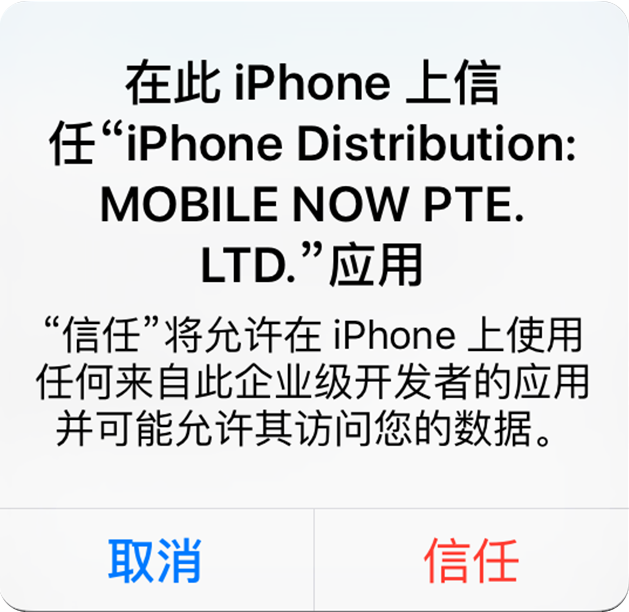 在此 iPhone 上信
任“iPhone Distribution:
MOBILE NOW PTE.
LTD.”应用
“信任”将允许在 iPhone 上使用
任何来自此企业级开发者的应用
并可能允许其访问您的数据。
取消
信任